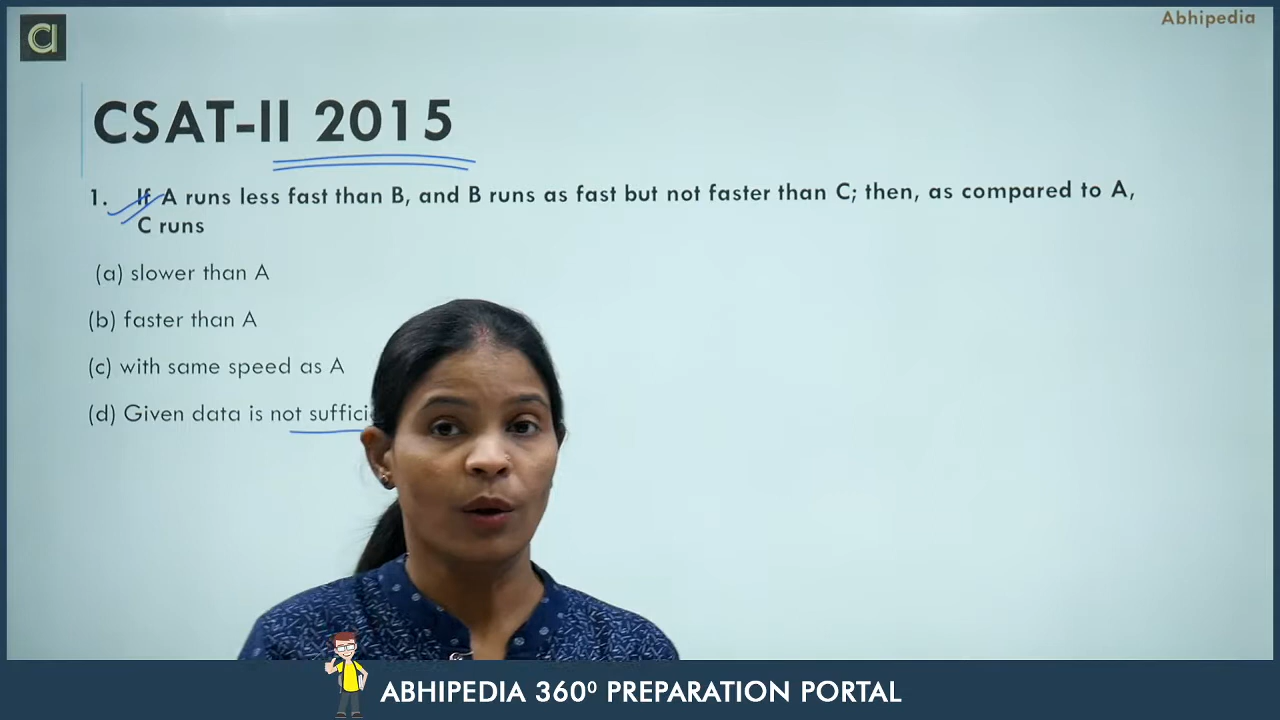 Abhipedia
CSAT-II 2015
1. If A runs less fast than B, and B runs as fast but not faster than C; then, as compared to A,
C runs
(a) slower than A
(b) faster than A
(c) with same speed as A
(d) Given data is not
ABHIPEDIA 360⁰ PREPARATION PORTAL